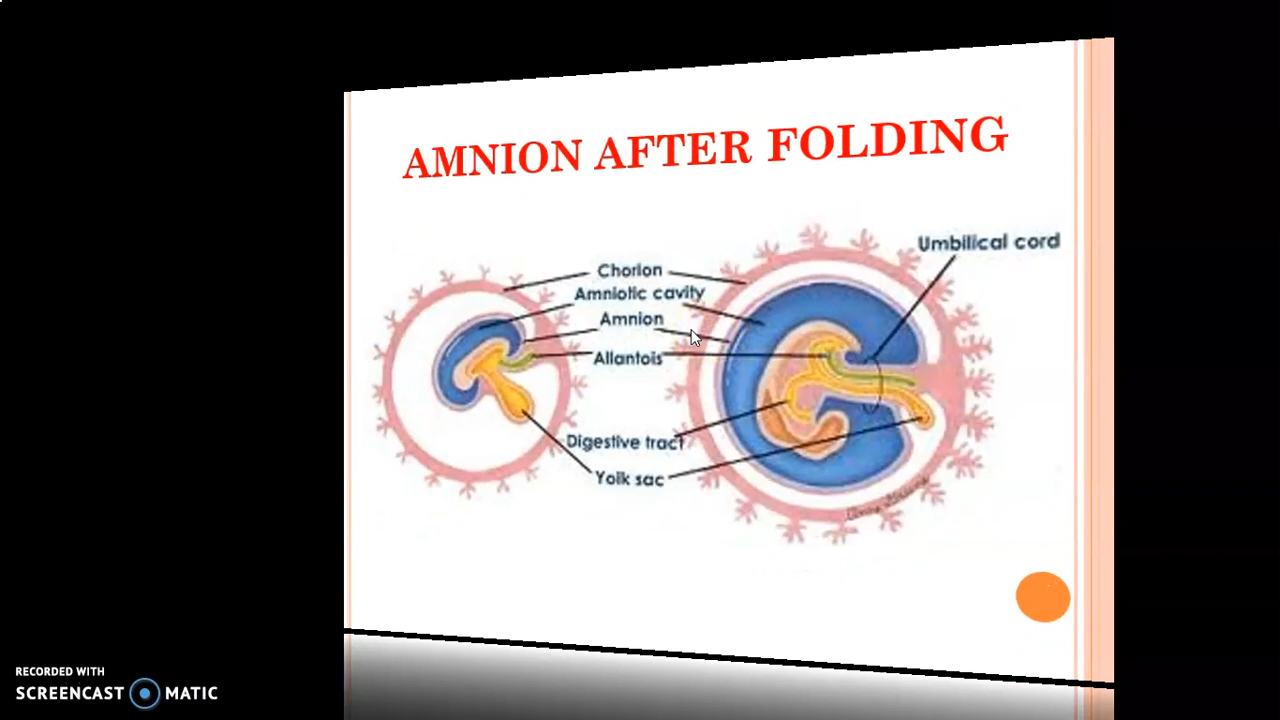 AMNION AFTER FOLDING
Umbilical cord
Chorion
Amniotic cavity
Amnion
Allantois
Digestive tract
Yolk sac
RECORDED WITH
SCREENCAST MATIC